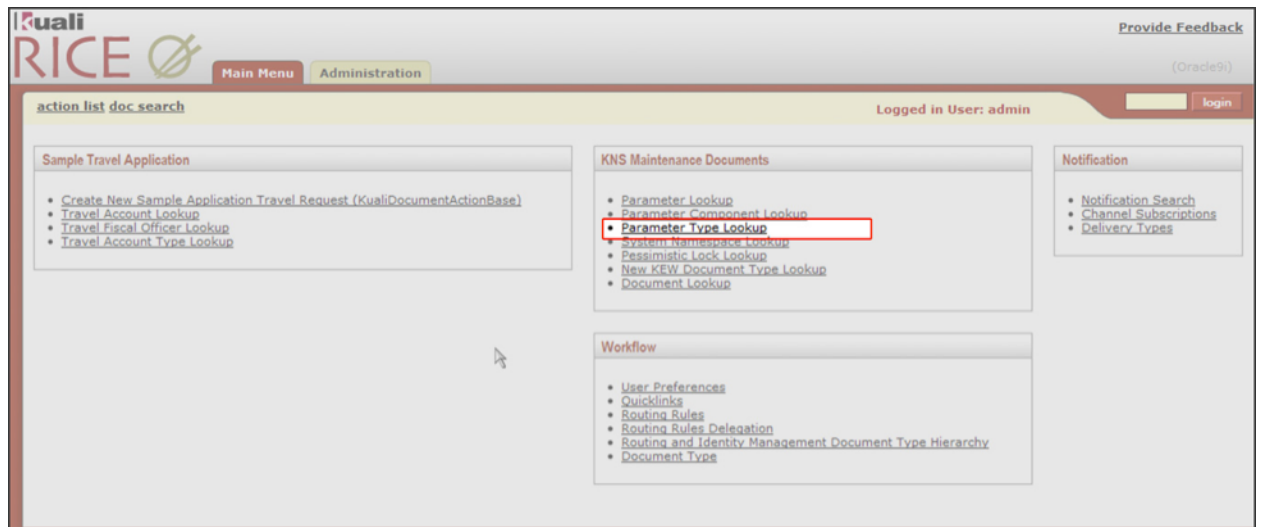 Kuali
RICE
Provide Feedback
Main Menu
Administration
(Oracle9i)
action list doc search
Logged in User: admin
login
Sample Travel Application
Create New Sample Application Travel Request (KualiDocumentActionBase)
Travel Account Lookup
Travel Fiscal Officer Lookup
Travel Account Type Lookup
KNS Maintenance Documents
Parameter Lookup
Parameter Component Lookup
Parameter Type Lookup
System Namespace Lookup
Pessimistic Lock Lookup
New KEW Document Type Lookup
Document Lookup
Workflow
User Preferences
Quicklinks
Routing Rules
Routing Rules Delegation
Routing and Identity Management Document Type Hierarchy
Document Type
Notification
Notification Search
Channel Subscriptions
Delivery Types